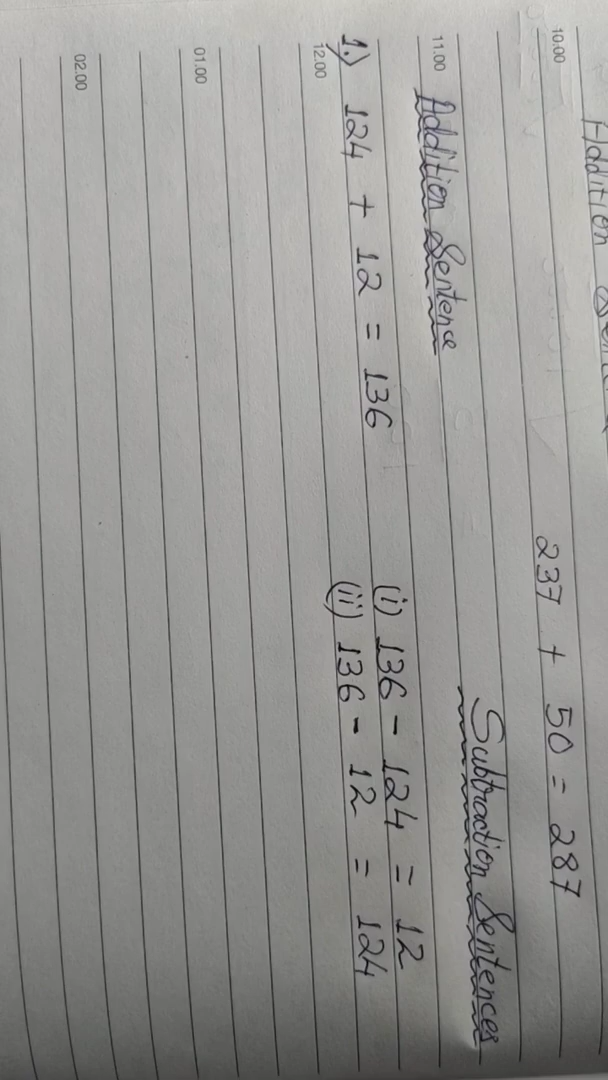 Addition
10.00
237 + 50 = 287
11.00
Addition Sentence Subtraction Sentences
1.) 124 + 12 = 136 (i) 136 - 124 = 12
12.00 (ii) 136 - 12 = 124
01.00
02.00